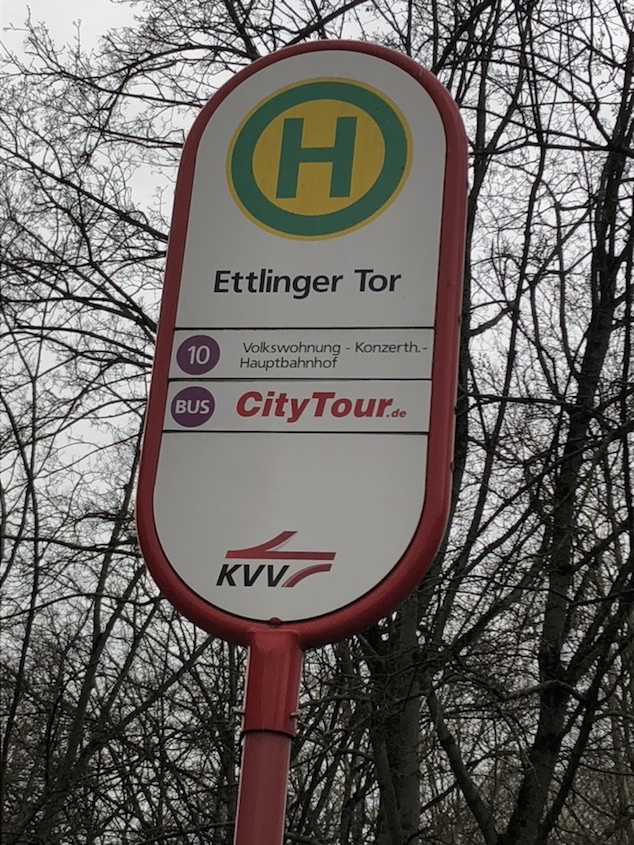 H
Ettlinger Tor
10 Volkswohnung - Konzerth.-
Hauptbahnhof
BUS CityTour.de
KVV